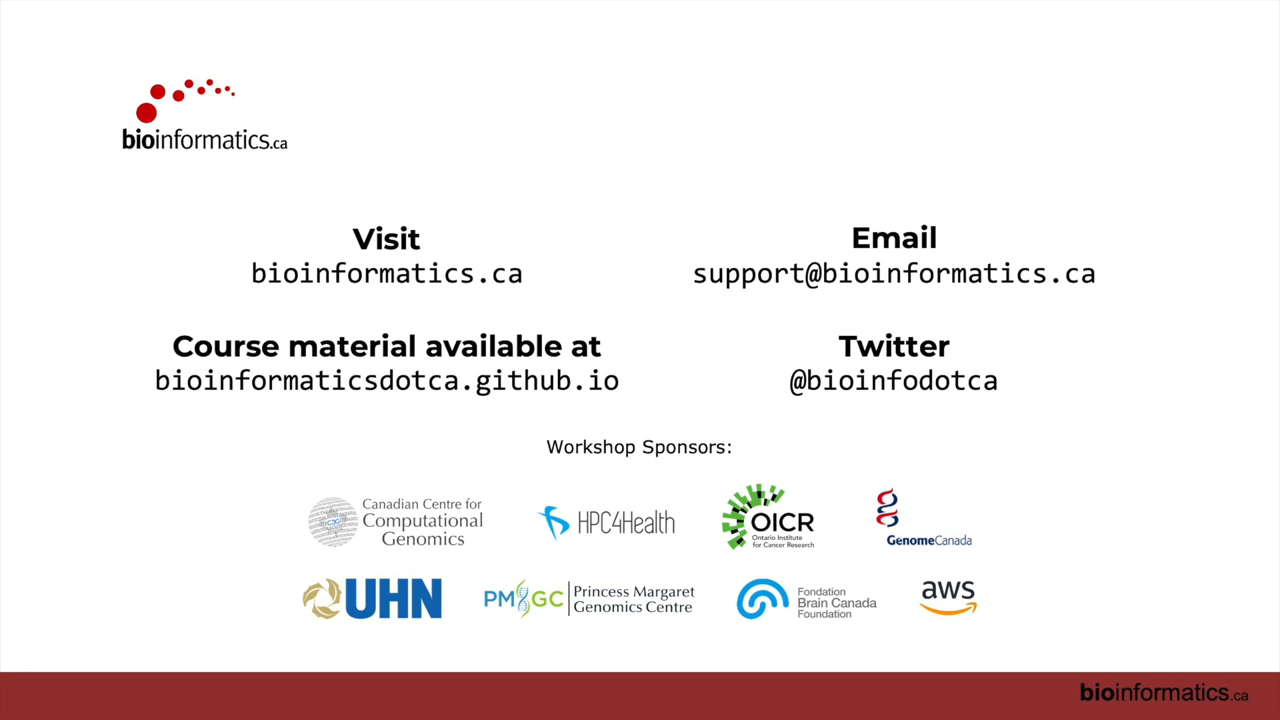 bioinformatics.ca
Visit
bioinformatics.ca
Email
support@bioinformatics.ca
Course material available at
bioinformaticsdotca.github.io
Twitter
@bioinfodotca
Workshop Sponsors:
Canadian Centre for
Computational
Genomics
HPC4Health
OICR
Ontario Institute
for Cancer Research
GenomeCanada
UHN
PMGC
Princess Margaret
Genomics Centre
Fondation
Brain Canada
Foundation
aws
bioinformatics.ca